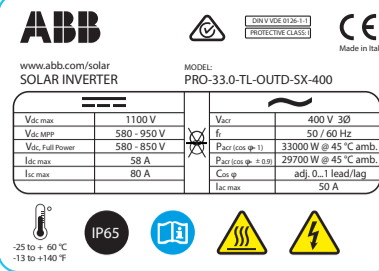 ABB
DIN V VDE 0126-1-1
PROTECTIVE CLASS: I
CE
Made in Italy
www.abb.com/solar
SOLAR INVERTER
MODEL:
PRO-33.0-TL-OUTD-SX-400
Vdc max 1100 V
Vdc MPP 580 - 950 V
Vdc, Full Power 580 - 850 V
Idc max 58 A
Isc max 80 A
Vacr 400 V 3Ø
fr 50 / 60 Hz
Pacr (cos φ= 1) 33000 W @ 45 °C amb.
Pacr (cos φ= ± 0.9) 29700 W @ 45 °C amb.
Cos φ adj. 0...1 lead/lag
Iac max 50 A
-25 to + 60 °C
-13 to +140 °F
IP65
i